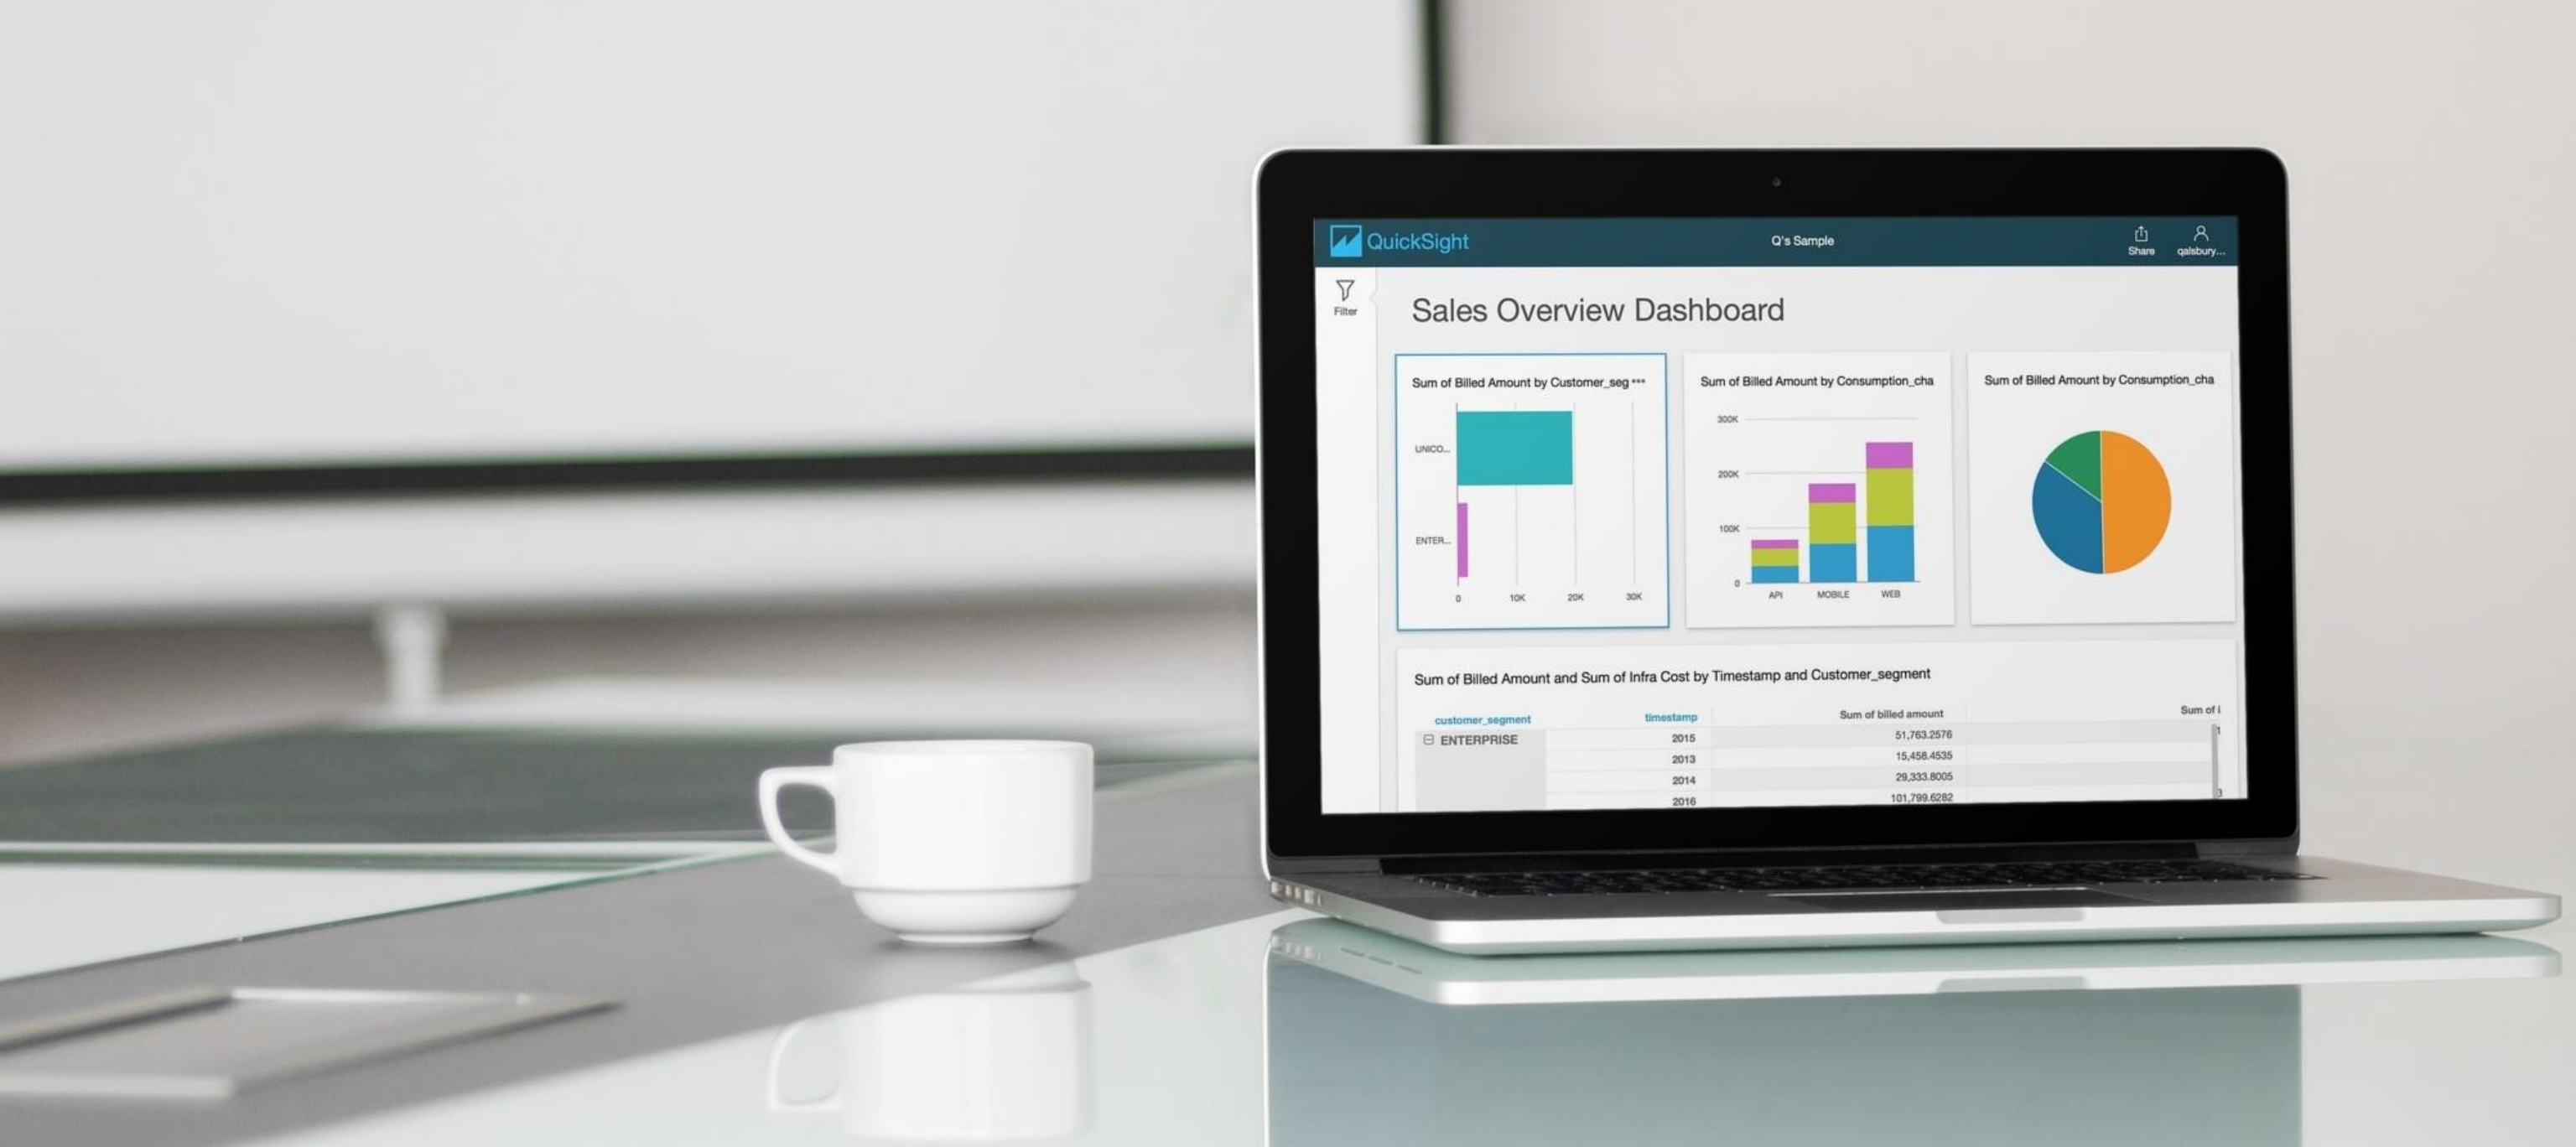 QuickSight
Q's Sample
Share
qalsbury...
Filter
Sales Overview Dashboard
Sum of Billed Amount by Customer_seg •••
UNICO...
ENTER...
0 10K 20K 30K
Sum of Billed Amount by Consumption_cha
300K
200K
100K
0
API MOBILE WEB
Sum of Billed Amount by Consumption_cha
Sum of Billed Amount and Sum of Infra Cost by Timestamp and Customer_segment
customer_segment timestamp Sum of billed amount Sum of i
ENTERPRISE 2015 51,763.2576
2013 15,458.4535
2014 29,333.8005
2016 101,799.6282